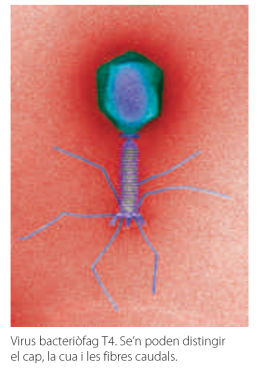 Virus bacteriòfag T4. Se’n poden distingir
el cap, la cua i les fibres caudals.